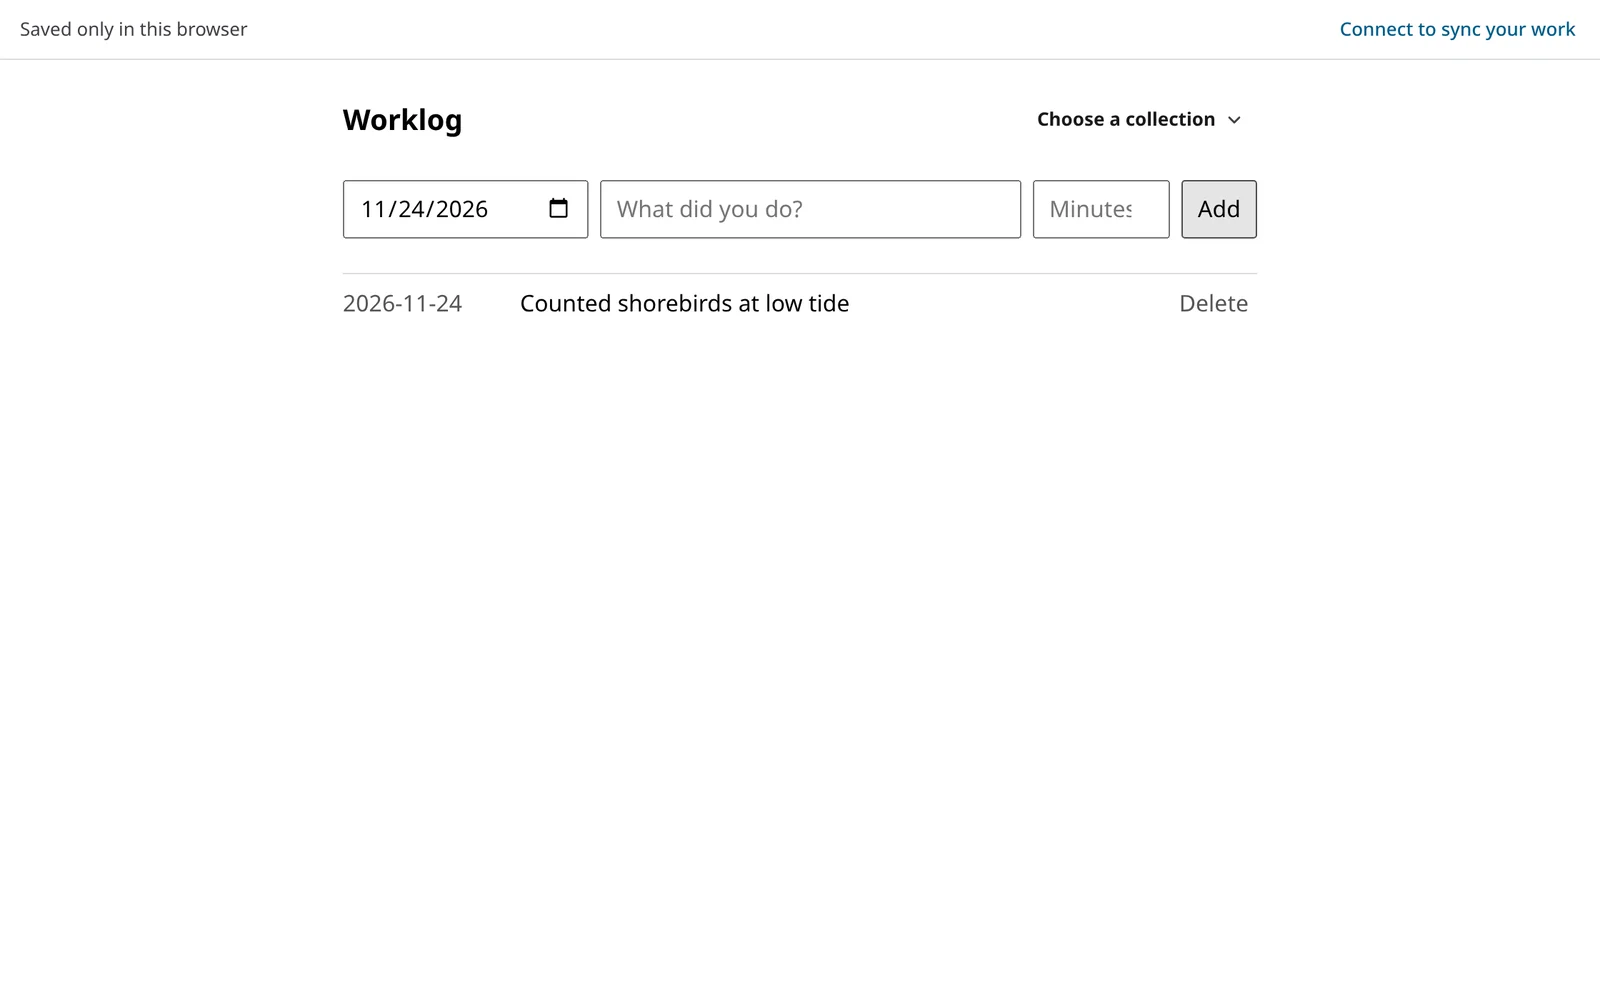 Saved only in this browser
Connect to sync your work
Worklog
Choose a collection
11/24/2026
What did you do?
Minutes
Add
2026-11-24 Counted shorebirds at low tide Delete